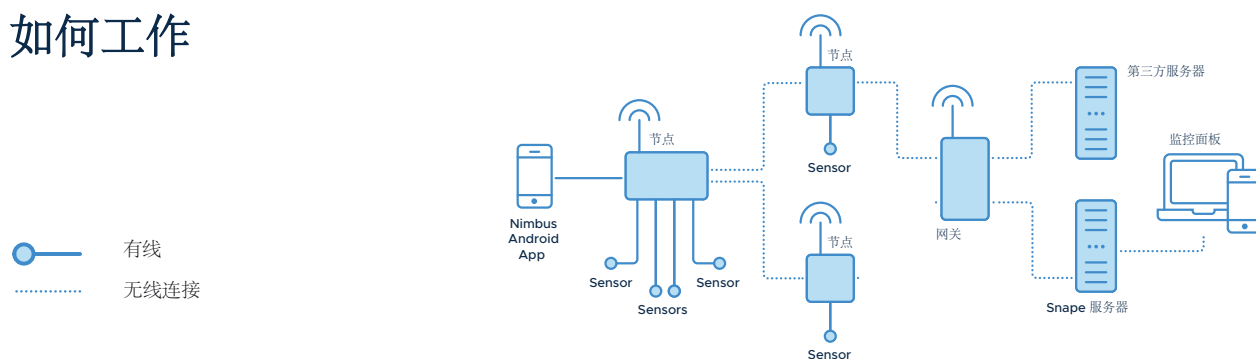 如何工作
节点
第三方服务器
节点
监控面板
Sensor
Nimbus
Android
App
网关
节点
有线
Sensor
Sensor
无线连接
Sensors
Snape 服务器
Sensor